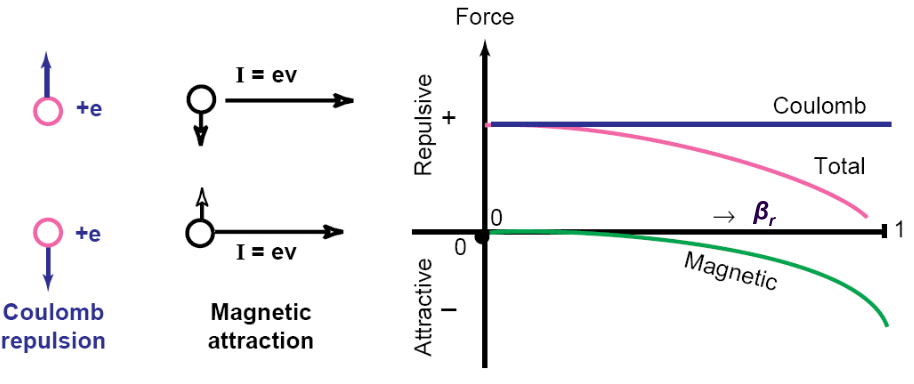 +e
+e
Coulomb
repulsion
I = ev
I = ev
Magnetic
attraction
Force
Repulsive
+
Coulomb
Total
0
→ βr
1
0
Magnetic
Attractive
–